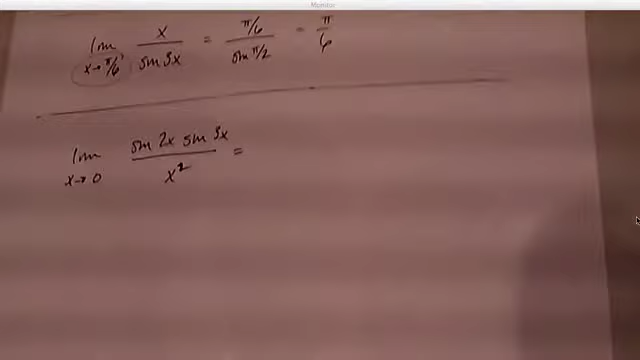 Monitor
lim x→π/6 x / sin 3x = π/6 / sin π/2 = π/6
lim x→0 sin 2x sin 3x / x² =